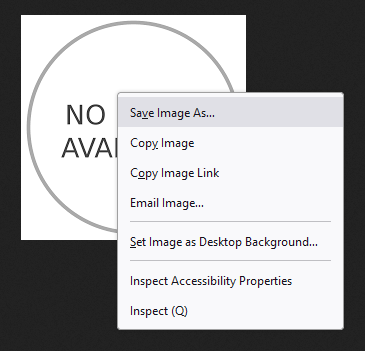 NO
Save Image As...
Copy Image
Copy Image Link
Email Image...
Set Image as Desktop Background...
Inspect Accessibility Properties
Inspect (Q)